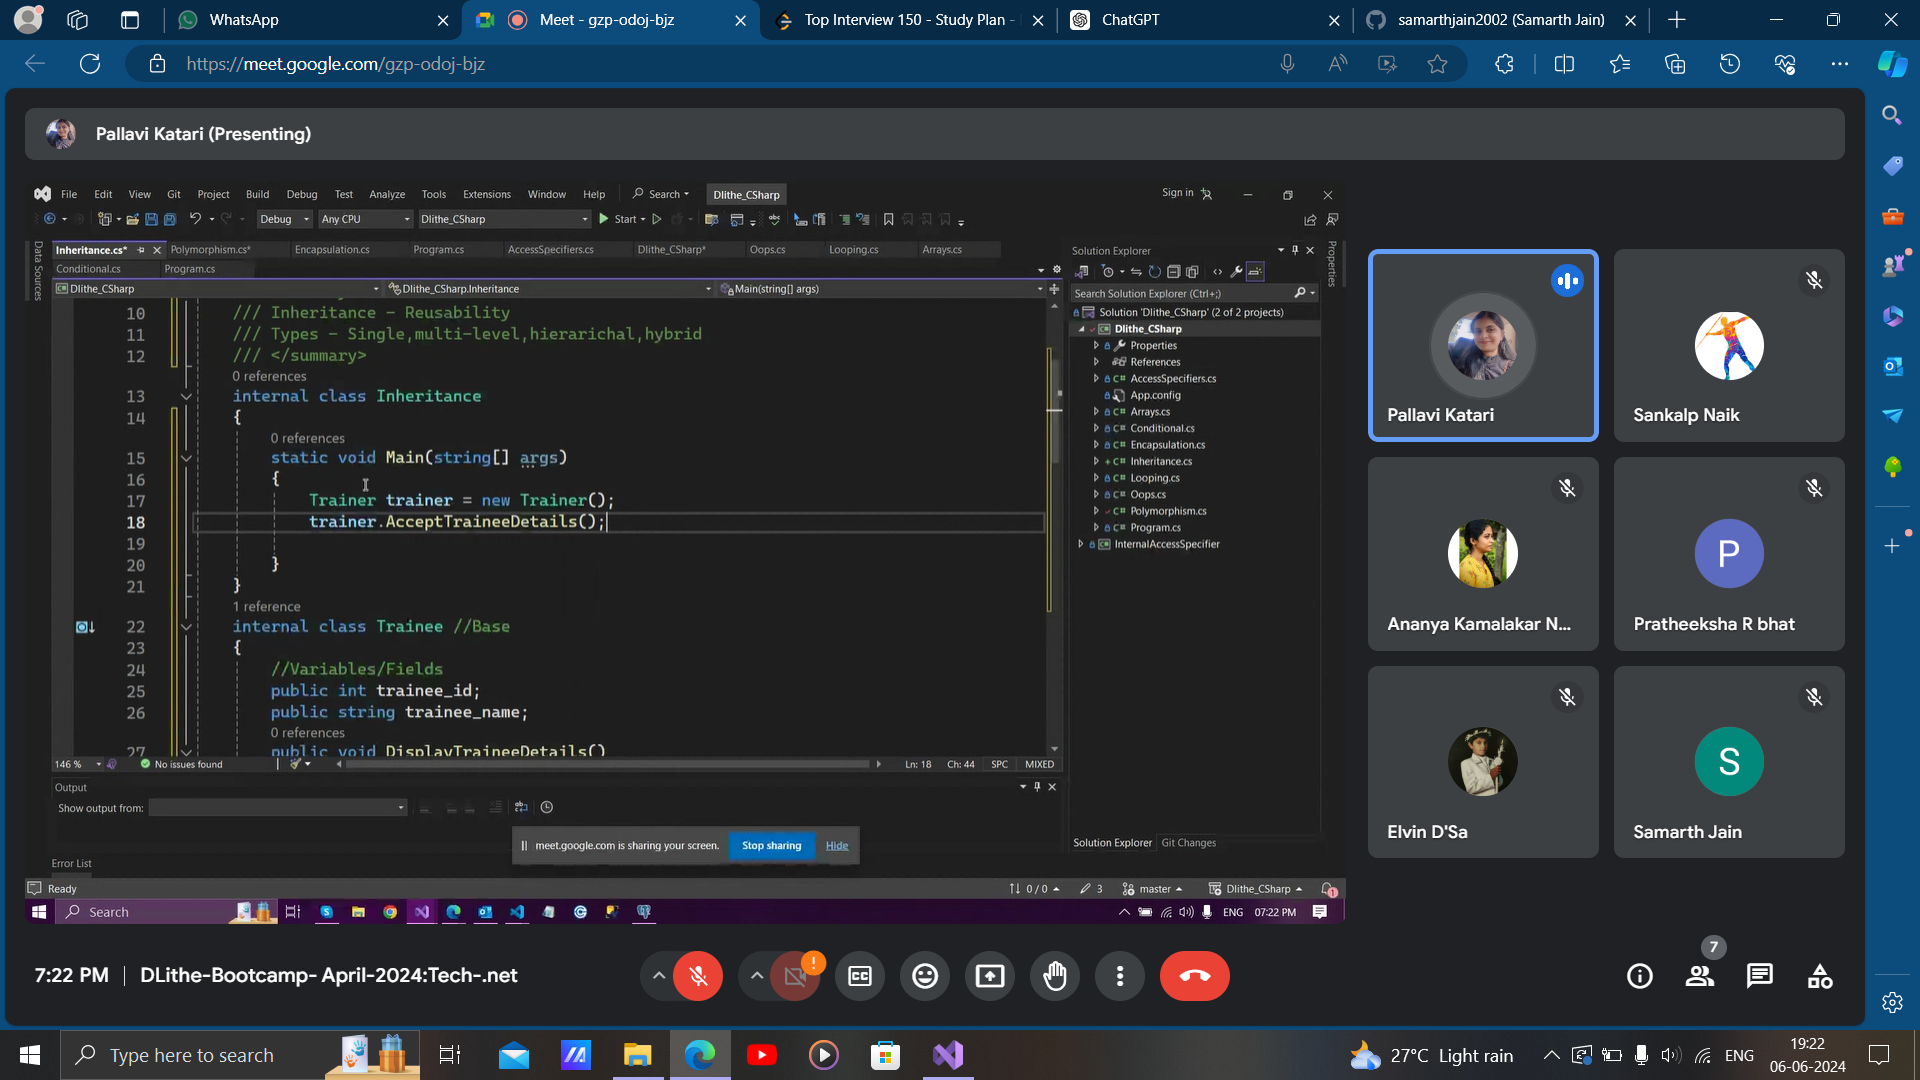 WhatsApp
Meet - gzp-odoj-bjz
Top Interview 150 - Study Plan -
ChatGPT
samarthjain2002 (Samarth Jain)
https://meet.google.com/gzp-odoj-bjz
Pallavi Katari (Presenting)
File Edit View Git Project Build Debug Test Analyze Tools Extensions Window Help Search Dlithe_CSharp Sign in
Debug Any CPU Dlithe_CSharp Start
Inheritance.cs* Polymorphism.cs* Encapsulation.cs Program.cs AccessSpecifiers.cs Dlithe_CSharp* Oops.cs Looping.cs Arrays.cs
Conditional.cs Program.cs
Data Sources
Dlithe_CSharp Dlithe_CSharp.Inheritance Main(string[] args)
10 /// Inheritance - Reusability
11 /// Types - Single,multi-level,hierarichal,hybrid
12 /// </summary>
0 references
13 internal class Inheritance
14 {
0 references
15 static void Main(string[] args)
16 {
17 Trainer trainer = new Trainer();
18 trainer.AcceptTraineeDetails();
19
20 }
21 }
1 reference
22 internal class Trainee //Base
23 {
24 //Variables/Fields
25 public int trainee_id;
26 public string trainee_name;
0 references
27 public void DisplayTraineeDetails()
146 % No issues found Ln: 18 Ch: 44 SPC MIXED
Output
Show output from:
Error List
Ready
0 / 0 3 master Dlithe_CSharp 1
Solution Explorer
Search Solution Explorer (Ctrl+;)
Solution 'Dlithe_CSharp' (2 of 2 projects)
Dlithe_CSharp
Properties
References
AccessSpecifiers.cs
App.config
Arrays.cs
Conditional.cs
Encapsulation.cs
Inheritance.cs
Looping.cs
Oops.cs
Polymorphism.cs
Program.cs
InternalAccessSpecifier
Solution Explorer Git Changes
Properties
meet.google.com is sharing your screen. Stop sharing Hide
Search
ENG 07:22 PM
Pallavi Katari
Sankalp Naik
Ananya Kamalakar N...
P
Pratheeksha R bhat
Elvin D'Sa
S
Samarth Jain
7:22 PM DLithe-Bootcamp- April-2024:Tech-.net
!
7
Type here to search
27°C Light rain
ENG
19:22
06-06-2024